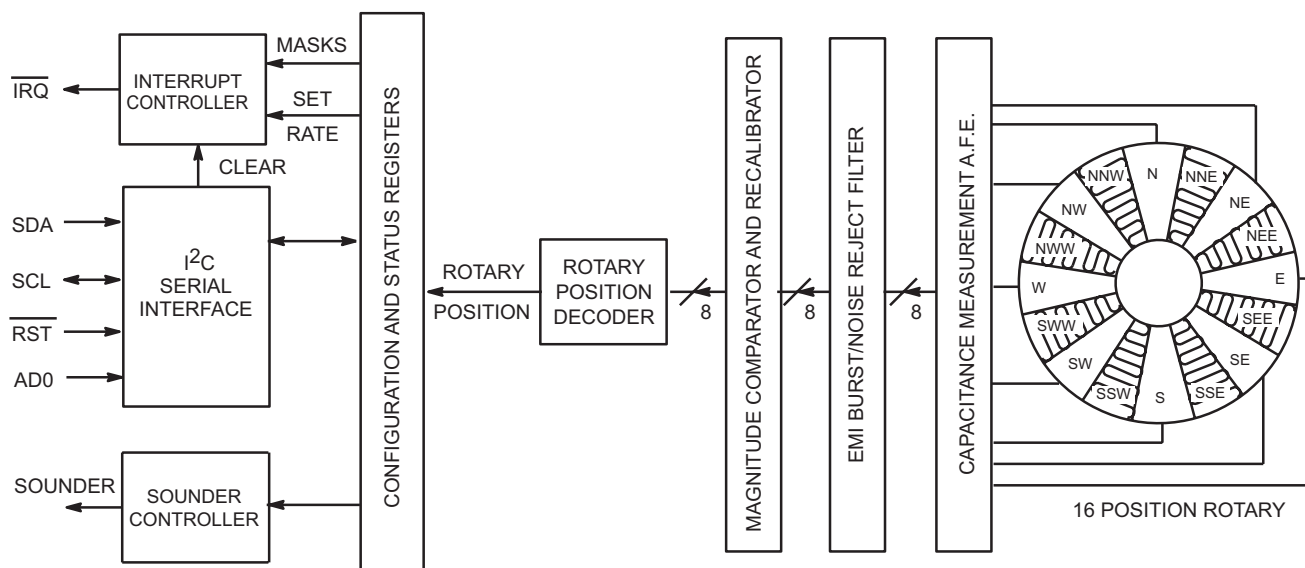 MASKS
IRQ
INTERRUPT
CONTROLLER
SET
RATE
CLEAR
SDA
SCL
RST
AD0
I2C
SERIAL
INTERFACE
SOUNDER
SOUNDER
CONTROLLER
CONFIGURATION AND STATUS REGISTERS
ROTARY
POSITION
ROTARY
POSITION
DECODER
8
MAGNITUDE COMPARATOR AND RECALIBRATOR
8
EMI BURST/NOISE REJECT FILTER
8
CAPACITANCE MEASUREMENT A.F.E.
N
NNE
NE
NEE
E
SEE
SE
SSE
S
SSW
SW
SWW
W
NWW
NW
NNW
16 POSITION ROTARY